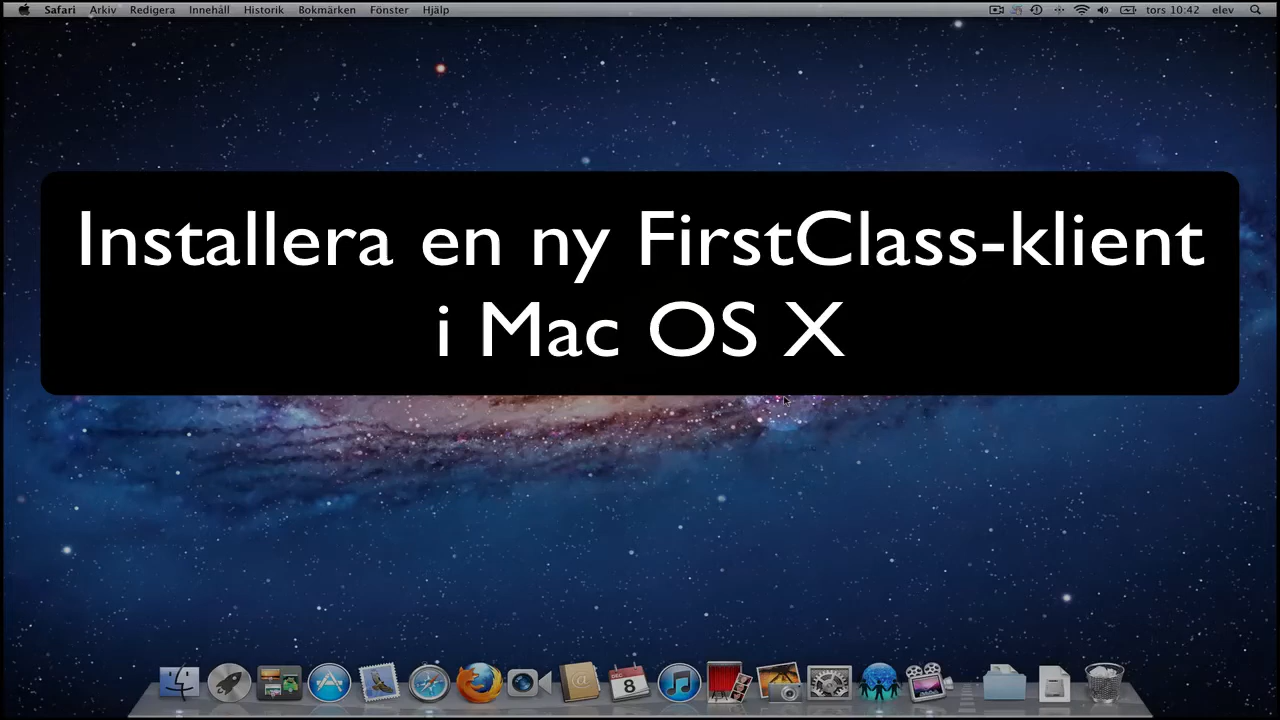 Safari Arkiv Redigera Innehåll Historik Bokmärken Fönster Hjälp tors 10:42 elev
Installera en ny FirstClass-klient
i Mac OS X
DEC
8